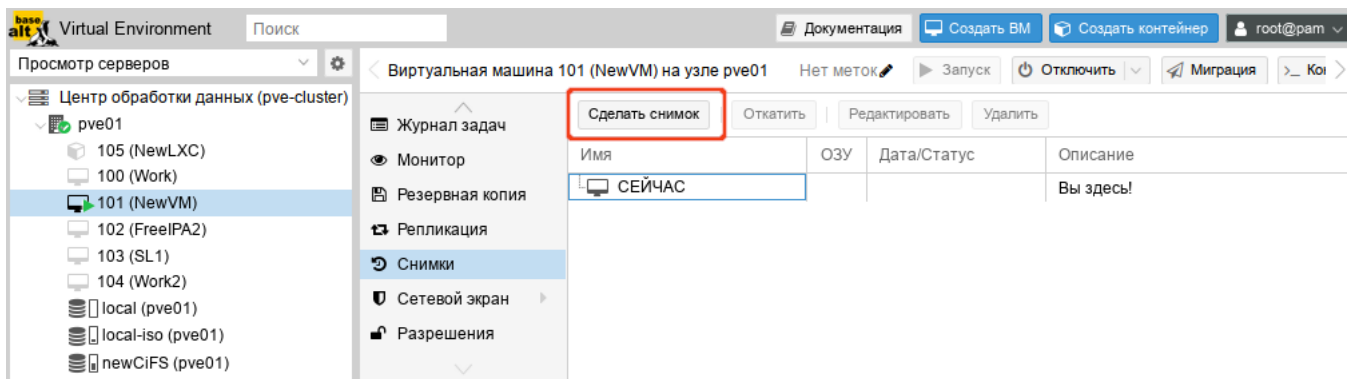 base
alt Virtual Environment Поиск Документация Создать ВМ Создать контейнер root@pam
Просмотр серверов
Виртуальная машина 101 (NewVM) на узле pve01 Нет меток Запуск Отключить Миграция >_
Центр обработки данных (pve-cluster)
pve01
105 (NewLXC)
100 (Work)
101 (NewVM)
102 (FreeIPA2)
103 (SL1)
104 (Work2)
local (pve01)
local-iso (pve01)
newCiFS (pve01)
Журнал задач
Монитор
Резервная копия
Репликация
Снимки
Сетевой экран
Разрешения
Сделать снимок Откатить Редактировать Удалить
Имя ОЗУ Дата/Статус Описание
СЕЙЧАС Вы здесь!